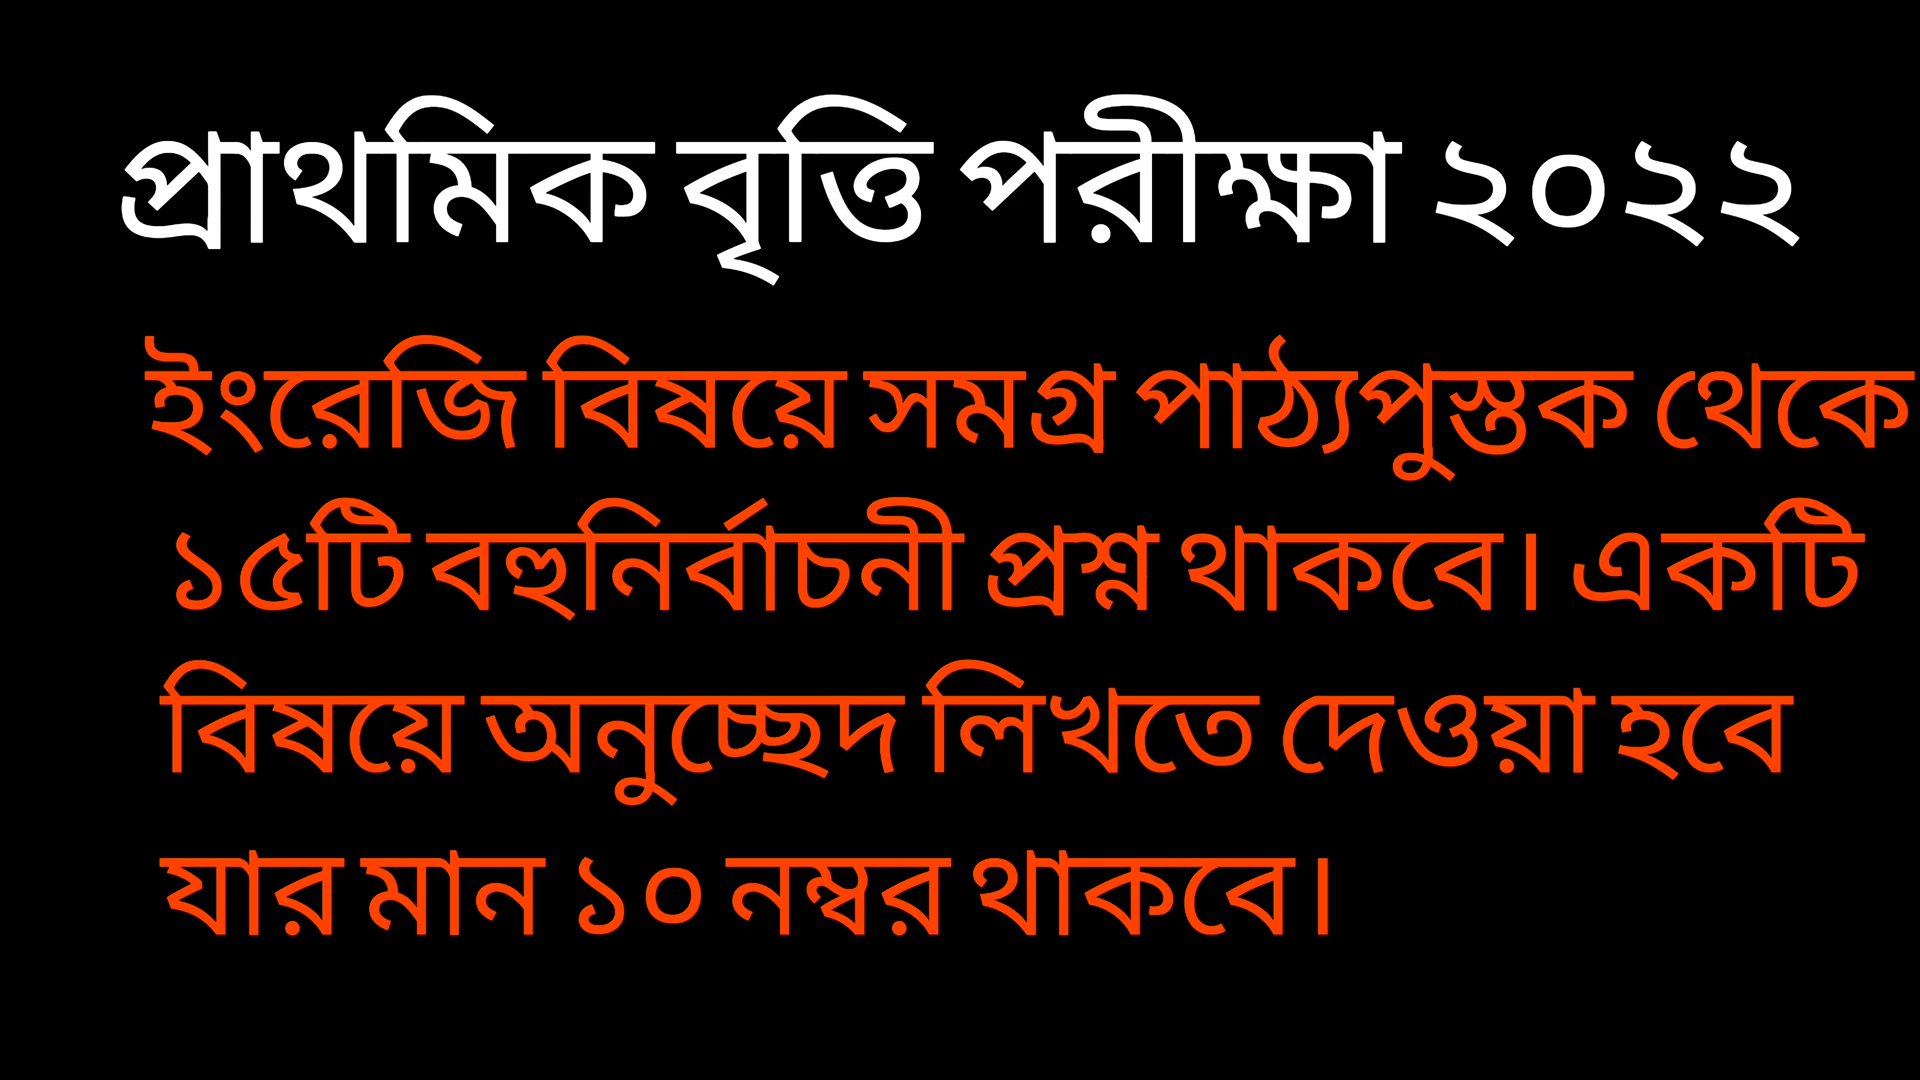 প্রাথমিক বৃত্তি পরীক্ষা ২০২২
ইংরেজি বিষয়ে সমগ্র পাঠ্যপুস্তক থেকে
১৫টি বহুনির্বাচনী প্রশ্ন থাকবে। একটি
বিষয়ে অনুচ্ছেদ লিখতে দেওয়া হবে
যার মান ১০ নম্বর থাকবে।